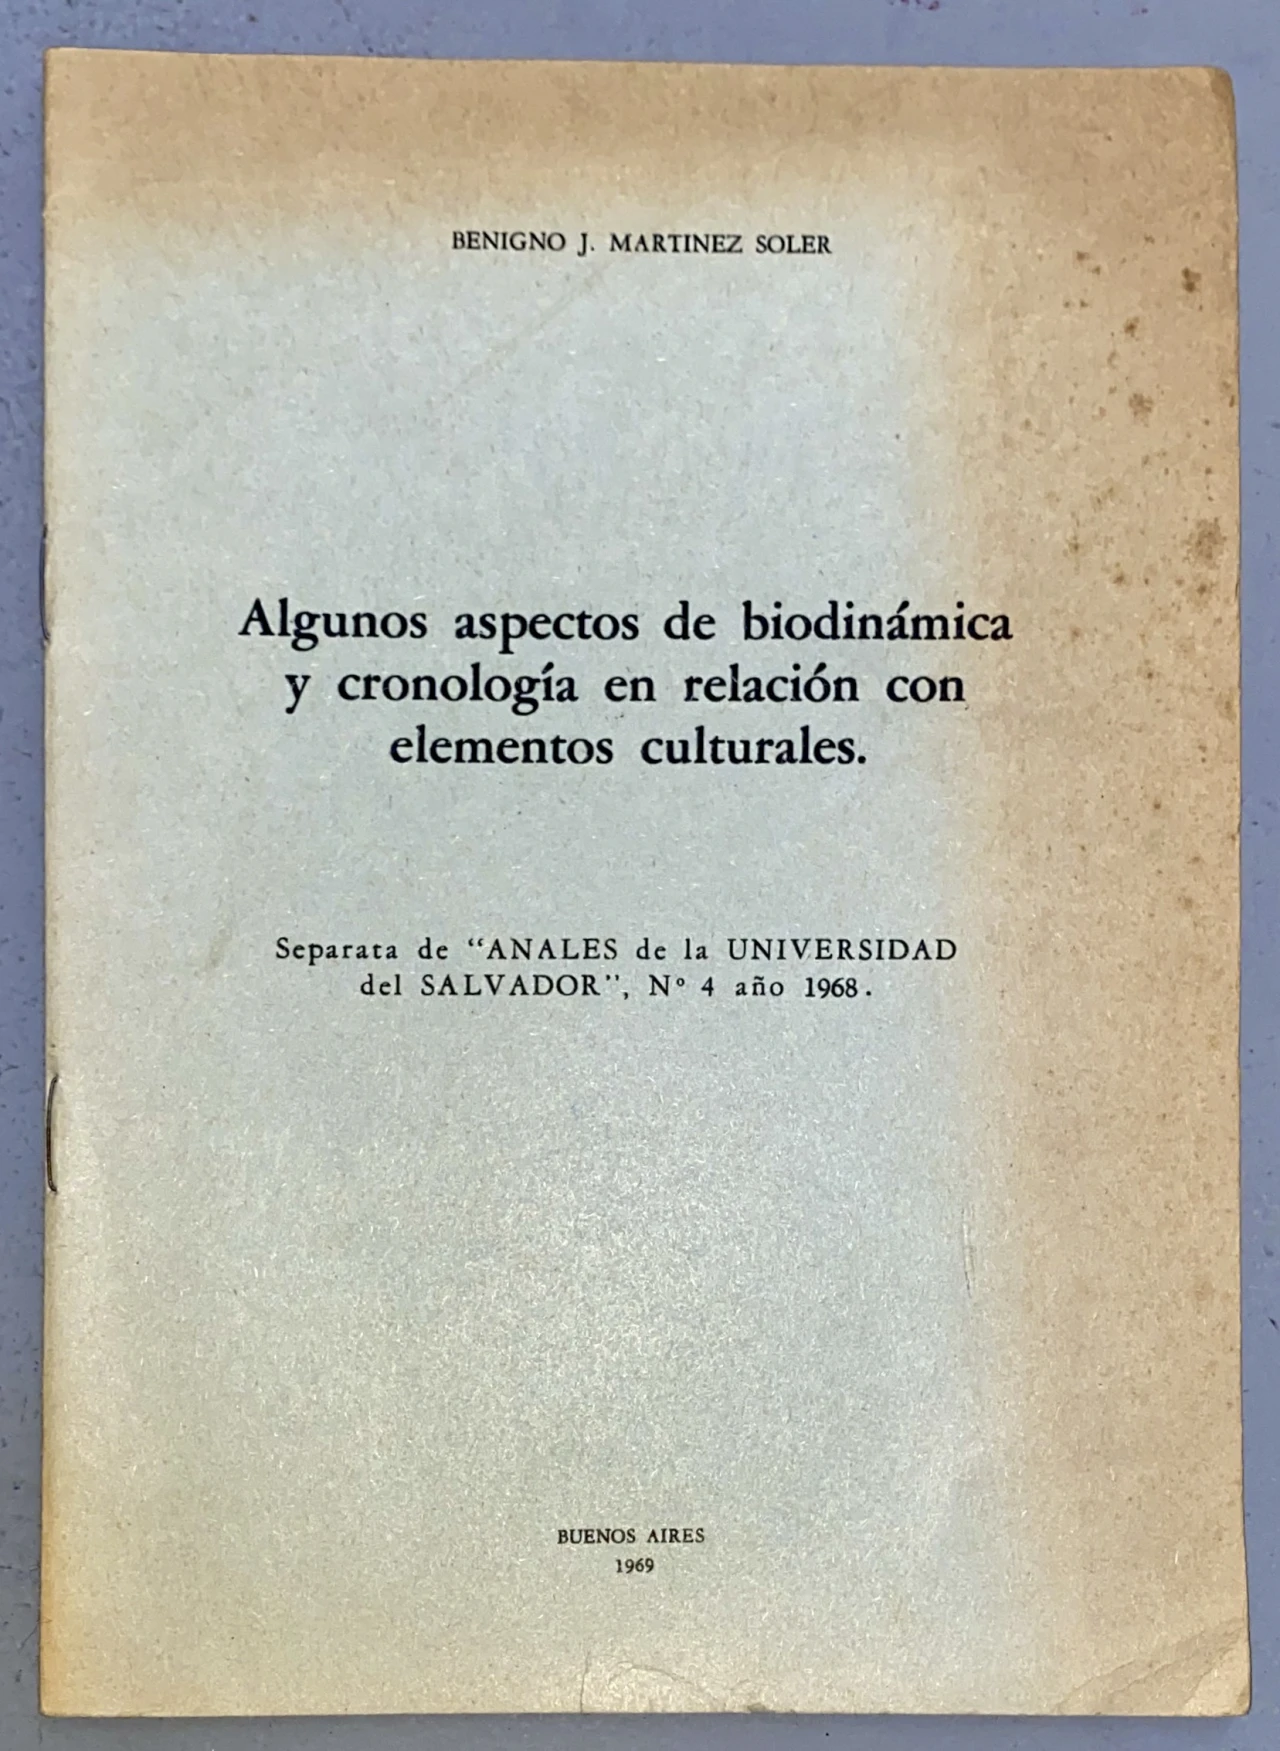 BENIGNO J. MARTINEZ SOLER
Algunos aspectos de biodinámica
y cronología en relación con
elementos culturales.
Separata de “ANALES de la UNIVERSIDAD
del SALVADOR”, Nº 4 año 1968.
BUENOS AIRES
1969